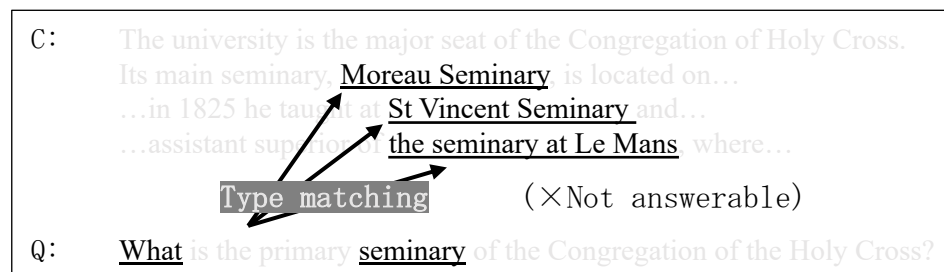 C: The university is the major seat of the Congregation of Holy Cross.
Its main seminary, Moreau Seminary, is located on…
…in 1825 he taught at St Vincent Seminary and…
…assistant superior of the seminary at Le Mans, where…
Type matching (×Not answerable)
Q: What is the primary seminary of the Congregation of the Holy Cross?